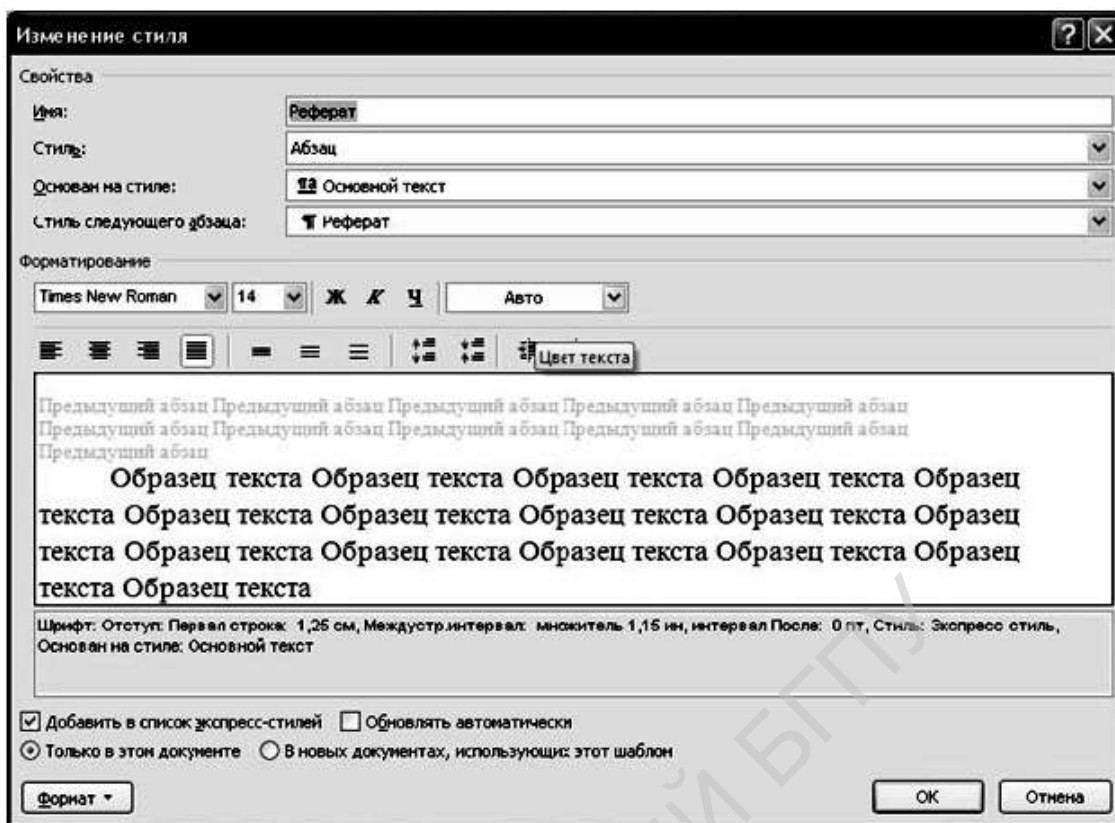 Изменение стиля
Свойства
Имя: Реферат
Стиль: Абзац
Основан на стиле: Основной текст
Стиль следующего абзаца: Реферат
Форматирование
Times New Roman 14 Ж К Ч Авто
Цвет текста
Предыдущий абзац Предыдущий абзац Предыдущий абзац Предыдущий абзац Предыдущий абзац
Предыдущий абзац Предыдущий абзац Предыдущий абзац Предыдущий абзац Предыдущий абзац
Предыдущий абзац
Образец текста Образец текста Образец текста Образец текста Образец
текста Образец текста Образец текста Образец текста Образец текста Образец
текста Образец текста Образец текста Образец текста Образец текста Образец
текста Образец текста
Шрифт: Отступ: Первая строка: 1,25 см, Междустр.интервал: множитель 1,15 ин, интервал После: 0 пт, Стиль: Экспресс стиль,
Основан на стиле: Основной текст
Добавить в список экспресс-стилей Обновлять автоматически
Только в этом документе В новых документах, использующих этот шаблон
Формат ОК Отмена
БГПУ